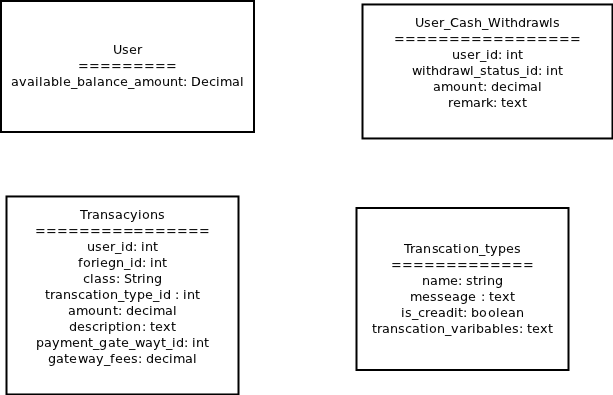 User
=========
available_balance_amount: Decimal
User_Cash_Withdrawls
=================
user_id: int
withdrawl_status_id: int
amount: decimal
remark: text
Transacyions
================
user_id: int
foriegn_id: int
class: String
transcation_type_id : int
amount: decimal
description: text
payment_gate_wayt_id: int
gateway_fees: decimal
Transcation_types
=============
name: string
messeage : text
is_creadit: boolean
transcation_varibables: text